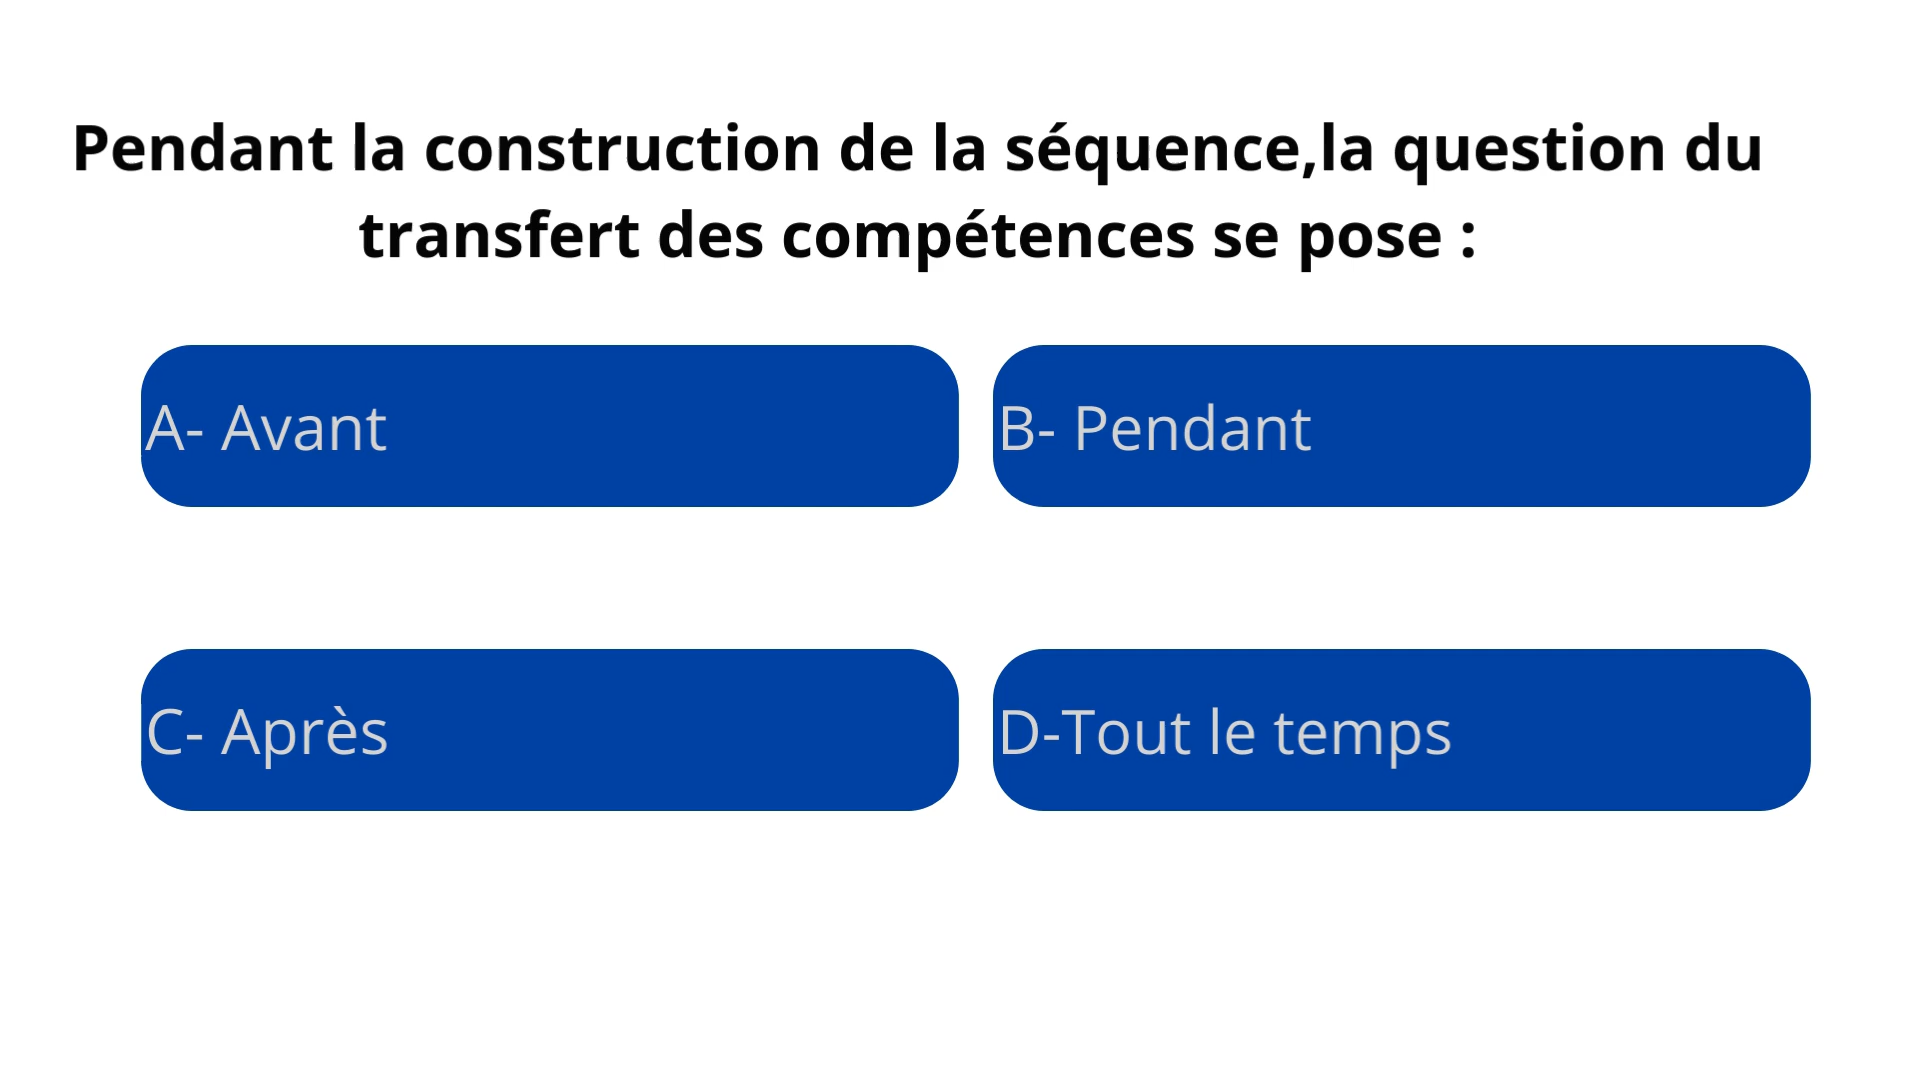 Pendant la construction de la séquence,la question du
transfert des compétences se pose :
A- Avant
B- Pendant
C- Après
D-Tout le temps